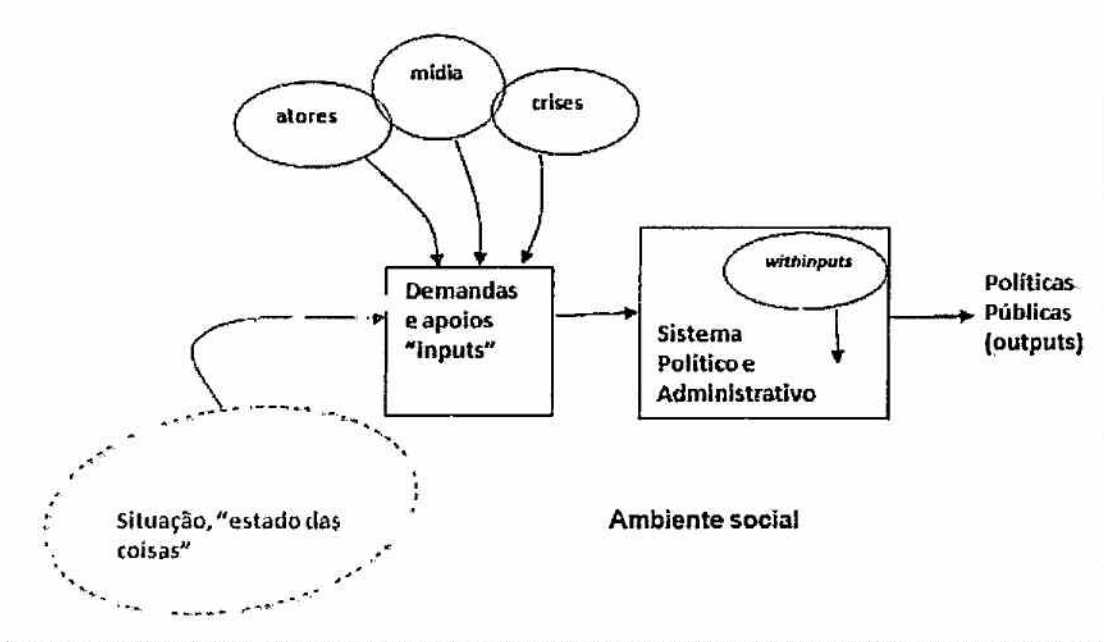 atores
mídia
crises
Demandas
e apoios
"inputs"
withinputs
Sistema
Político e
Administrativo
Políticas
Públicas
(outputs)
Situação, "estado das
coisas"
Ambiente social